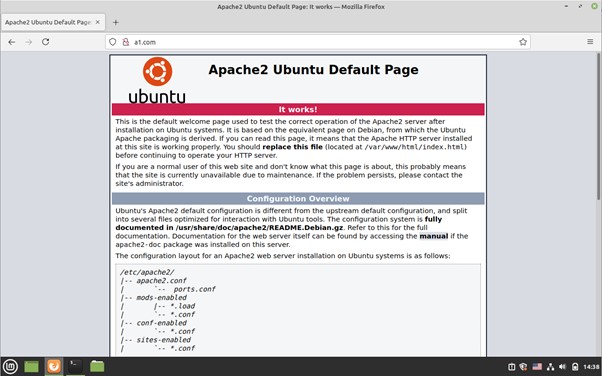 Apache2 Ubuntu Default Page: It works — Mozilla Firefox
Apache2 Ubuntu Default Page
a1.com
ubuntu
Apache2 Ubuntu Default Page
It works!
This is the default welcome page used to test the correct operation of the Apache2 server after
installation on Ubuntu systems. It is based on the equivalent page on Debian, from which the Ubuntu
Apache packaging is derived. If you can read this page, it means that the Apache HTTP server installed
at this site is working properly. You should replace this file (located at /var/www/html/index.html)
before continuing to operate your HTTP server.
If you are a normal user of this web site and don't know what this page is about, this probably means
that the site is currently unavailable due to maintenance. If the problem persists, please contact the
site's administrator.
Configuration Overview
Ubuntu's Apache2 default configuration is different from the upstream default configuration, and split
into several files optimized for interaction with Ubuntu tools. The configuration system is fully
documented in /usr/share/doc/apache2/README.Debian.gz. Refer to this for the full
documentation. Documentation for the web server itself can be found by accessing the manual if the
apache2-doc package was installed on this server.
The configuration layout for an Apache2 web server installation on Ubuntu systems is as follows:
/etc/apache2/
|-- apache2.conf
|       `--  ports.conf
|-- mods-enabled
|       |-- *.load
|       `-- *.conf
|-- conf-enabled
|       `-- *.conf
|-- sites-enabled
|       `-- *.conf
14:38